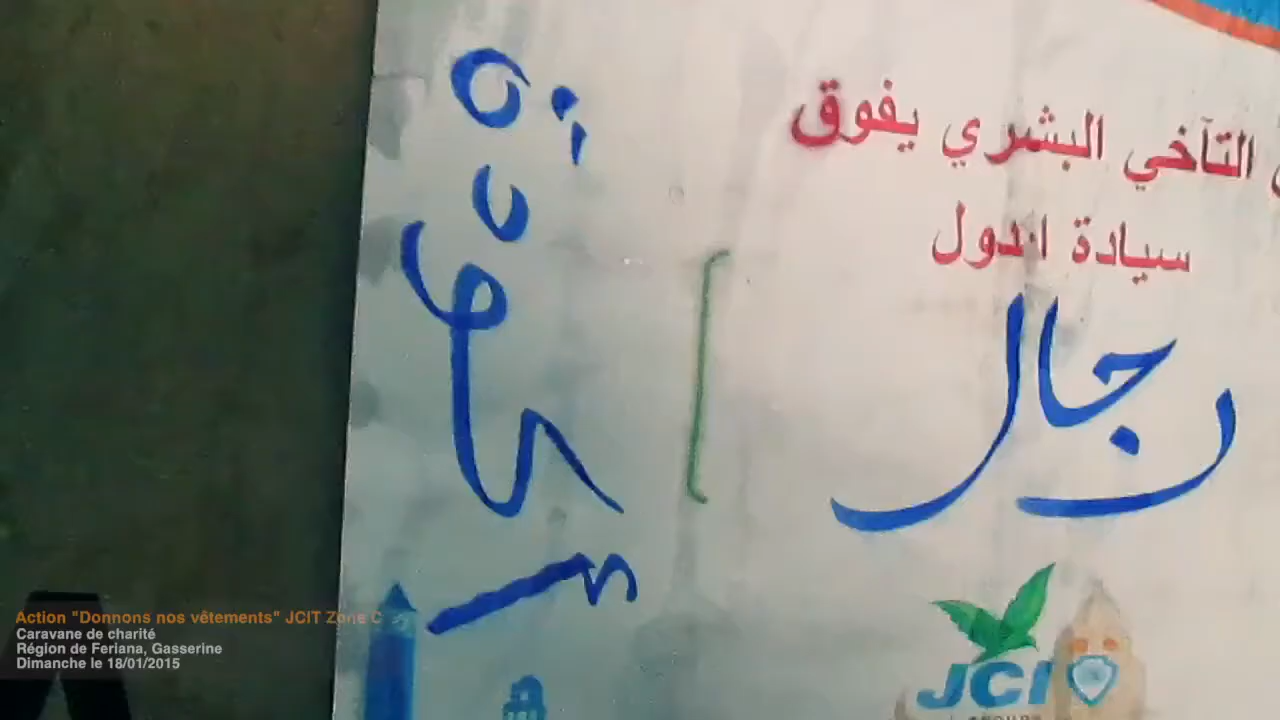 التآخي البشري يفوق
سيادة الدول
رجال
JCI
Action "Donnons nos vêtements" JCIT Zone C
Caravane de charité
Région de Feriana, Gasserine
Dimanche le 18/01/2015